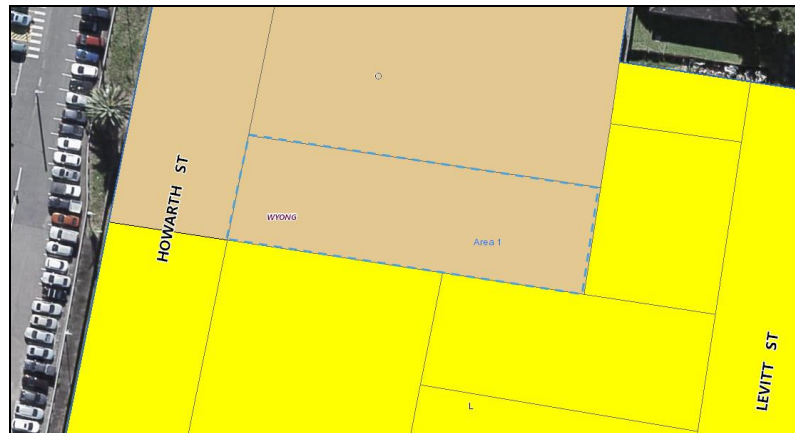 O
HOWARTH ST
WYONG
Area 1
LEVITT ST
L